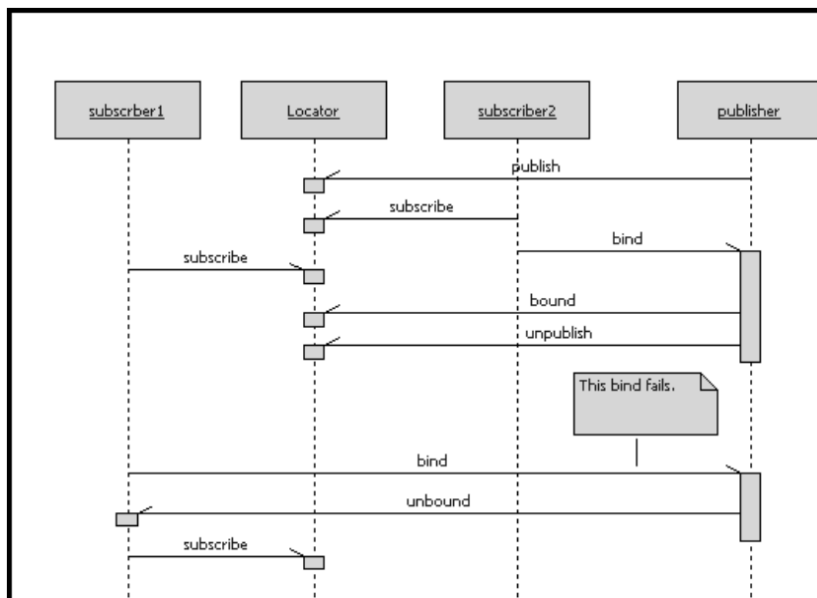 subscrber1
Locator
subscriber2
publisher
publish
subscribe
bind
subscribe
bound
unpublish
This bind fails.
bind
unbound
subscribe